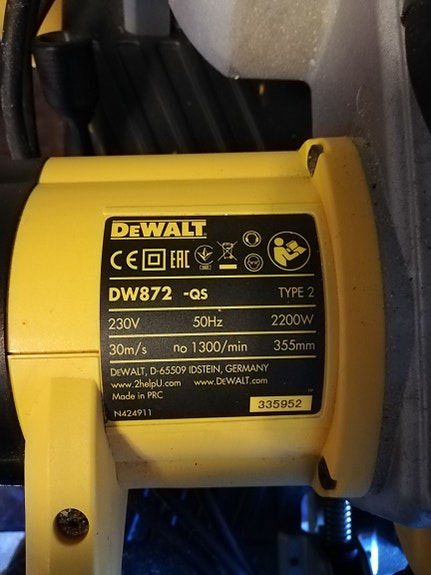 DEWALT
CE EAC
DW872 -QS TYPE 2
230V 50Hz 2200W
30m/s no 1300/min 355mm
DEWALT, D-65509 IDSTEIN, GERMANY
www.2helpU.com www.DEWALT.com
Made in PRC
N424911 335952